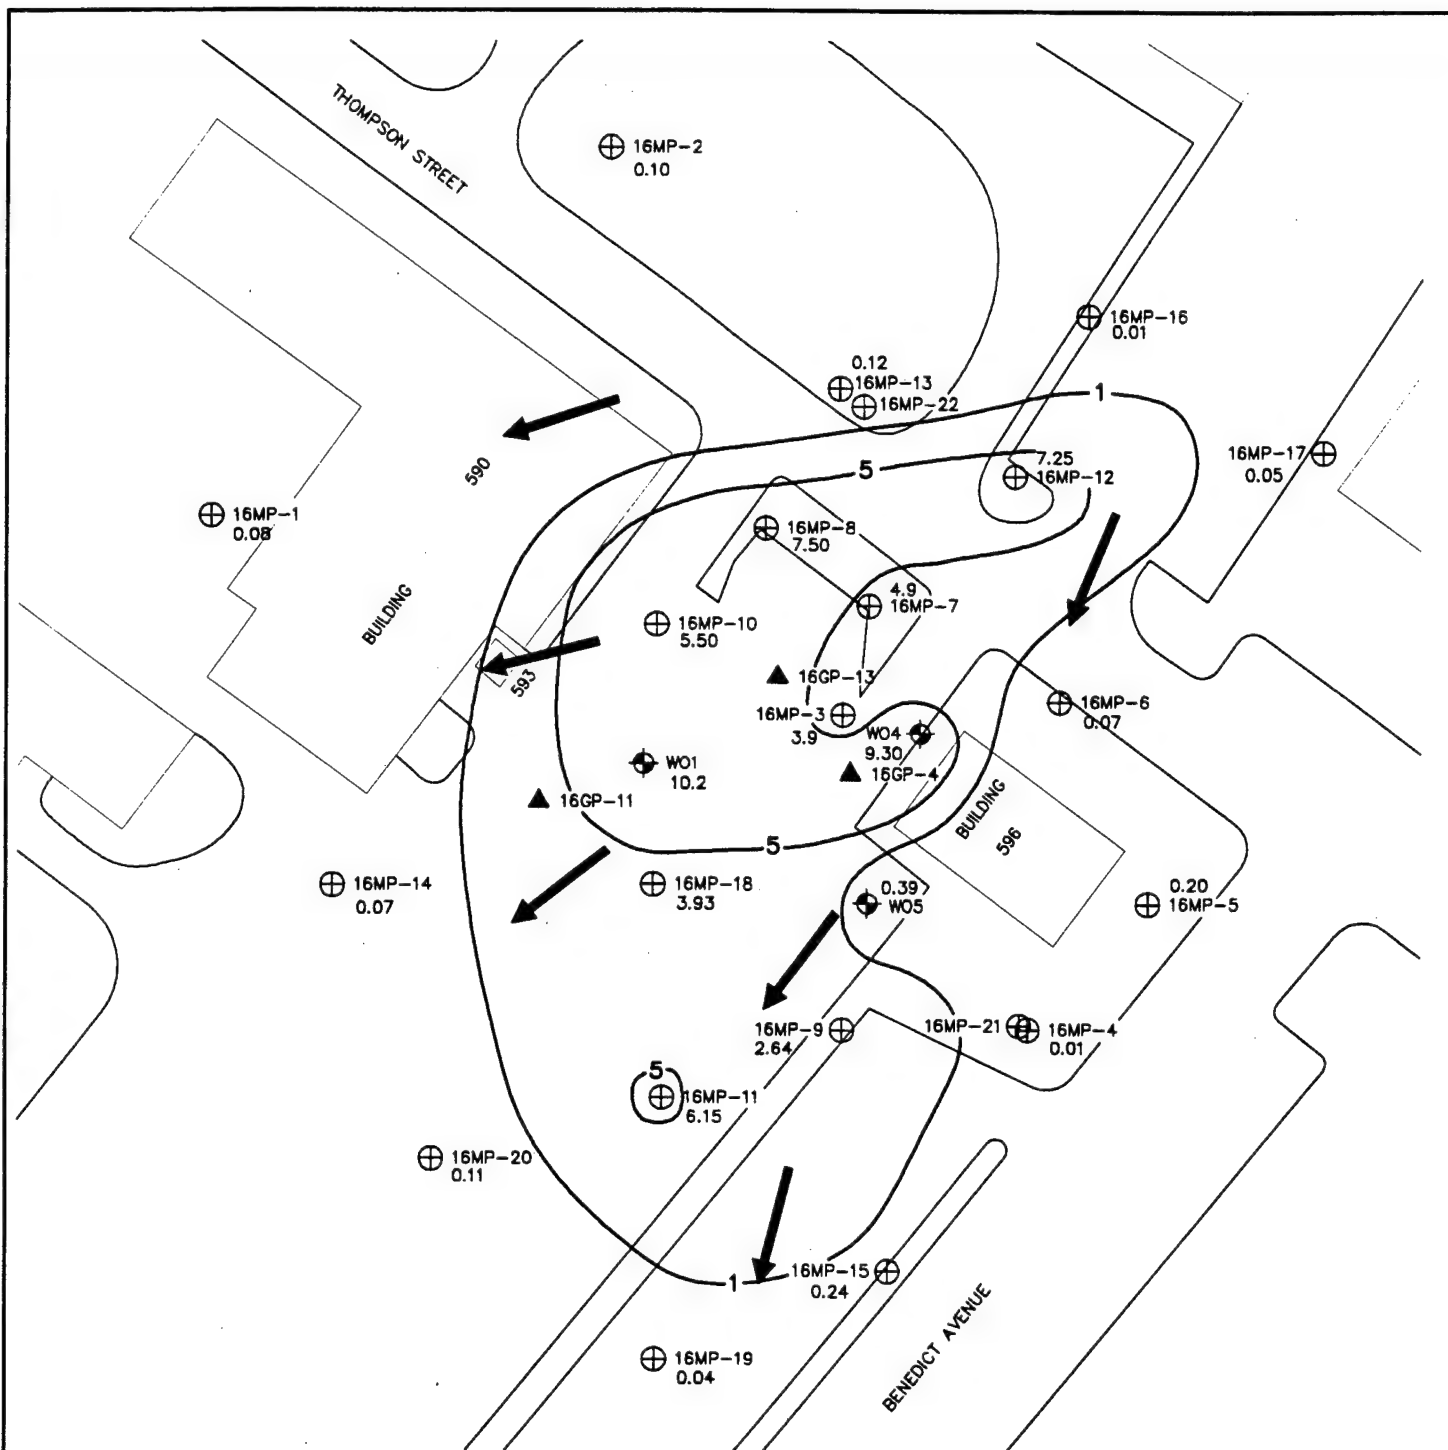 THOMPSON STREET
16MP-2
0.10
16MP-16
0.01
0.12
16MP-13
16MP-22
1
16MP-17
0.05
7.25
16MP-12
5
590
16MP-1
0.08
16MP-8
7.50
4.9
16MP-7
16MP-10
5.50
BUILDING
16GP-13
593
16MP-3
3.9
16MP-6
0.07
W04
9.30
W01
10.2
16GP-4
16GP-11
BUILDING
596
5
16MP-14
0.07
16MP-18
3.93
0.39
W05
0.20
16MP-5
16MP-9
2.64
16MP-21
16MP-4
0.01
5
16MP-11
6.15
16MP-20
0.11
16MP-15
0.24
1
16MP-19
0.04
BENEDICT AVENUE